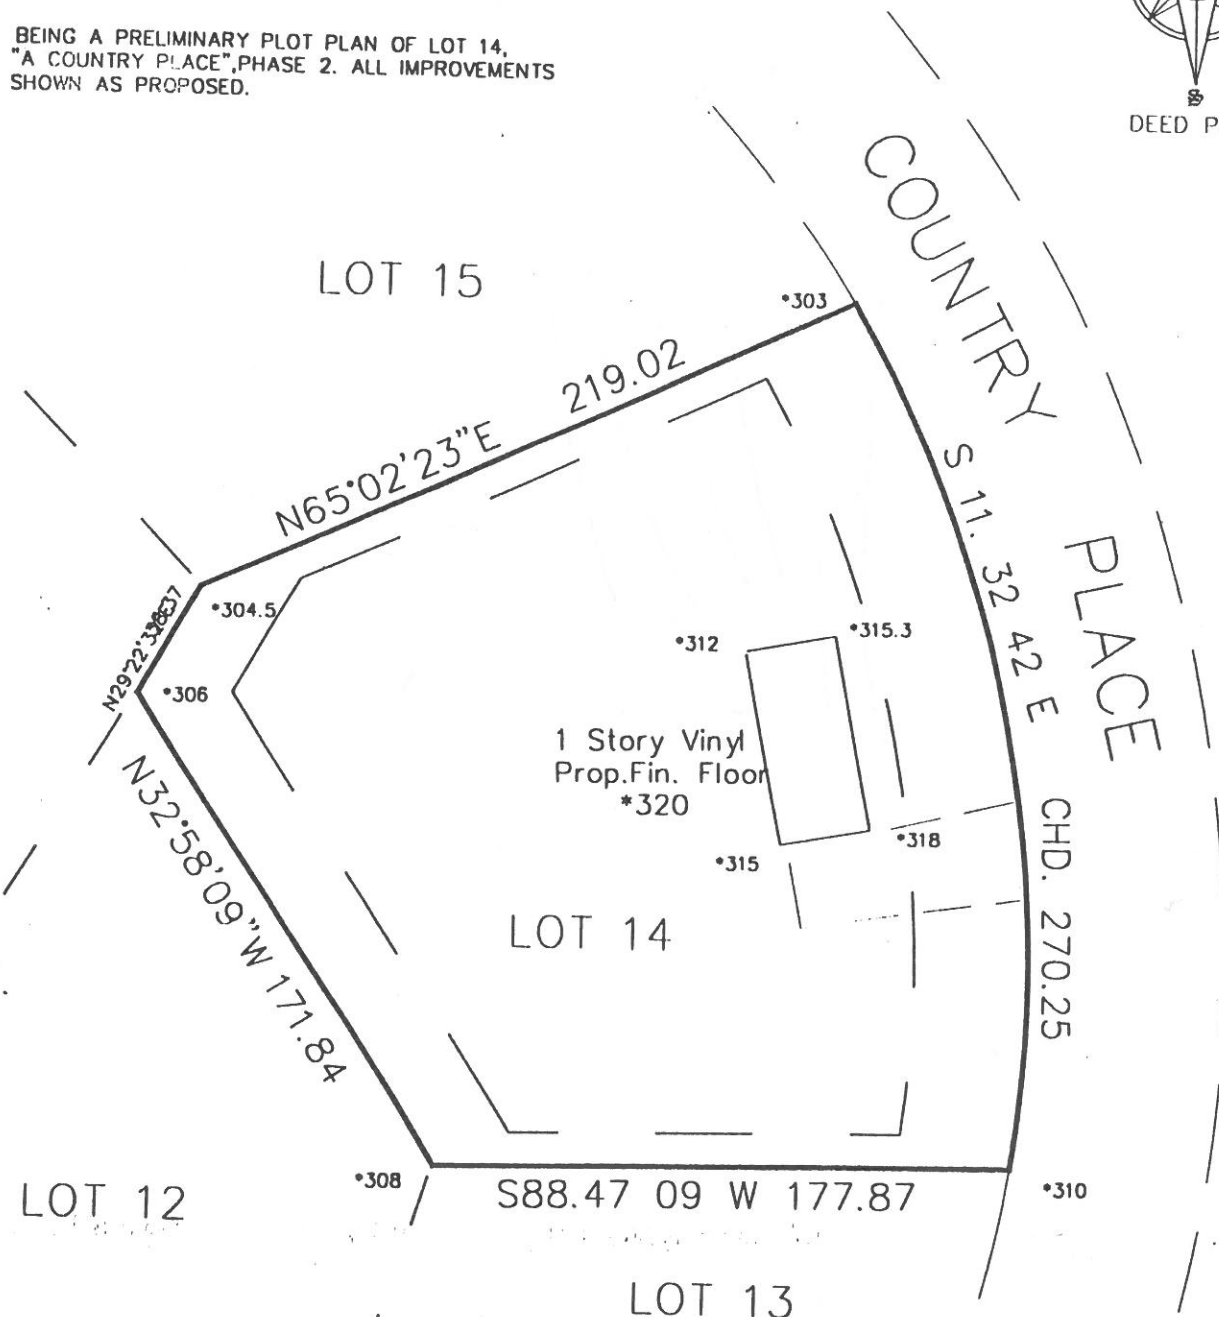 BEING A PRELIMINARY PLOT PLAN OF LOT 14,
"A COUNTRY PLACE",PHASE 2. ALL IMPROVEMENTS
SHOWN AS PROPOSED.
DEED P
COUNTRY PLACE
LOT 15
*303
219.02
N65°02'23"E
S 11. 32 42 E CHD. 270.25
*304.5
*306
*312
*315.3
1 Story Vinyl
Prop.Fin. Floor
*320
*318
*315
N32°58'09"W 171.84
LOT 14
*308
S88.47 09 W 177.87
*310
LOT 12
LOT 13